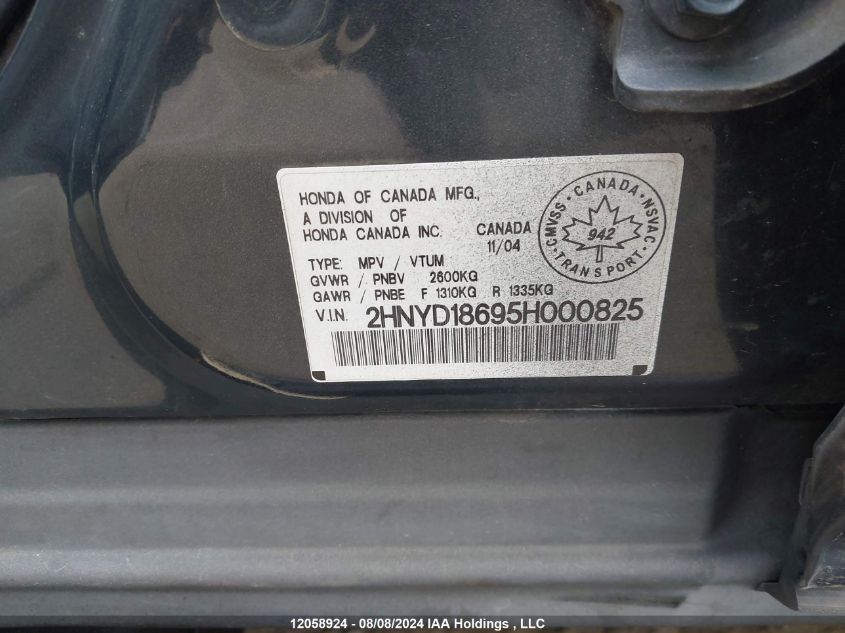 HONDA OF CANADA MFG.,
A DIVISION OF
HONDA CANADA INC. CANADA
11/04
TYPE: MPV / VTUM
GVWR / PNBV 2600KG
GAWR / PNBE F 1310KG R 1335KG
V.I.N. 2HNYD18695H000825
CMVSS · CANADA · NSVAC
942
TRANSPORT
12058924 - 08/08/2024 IAA Holdings , LLC